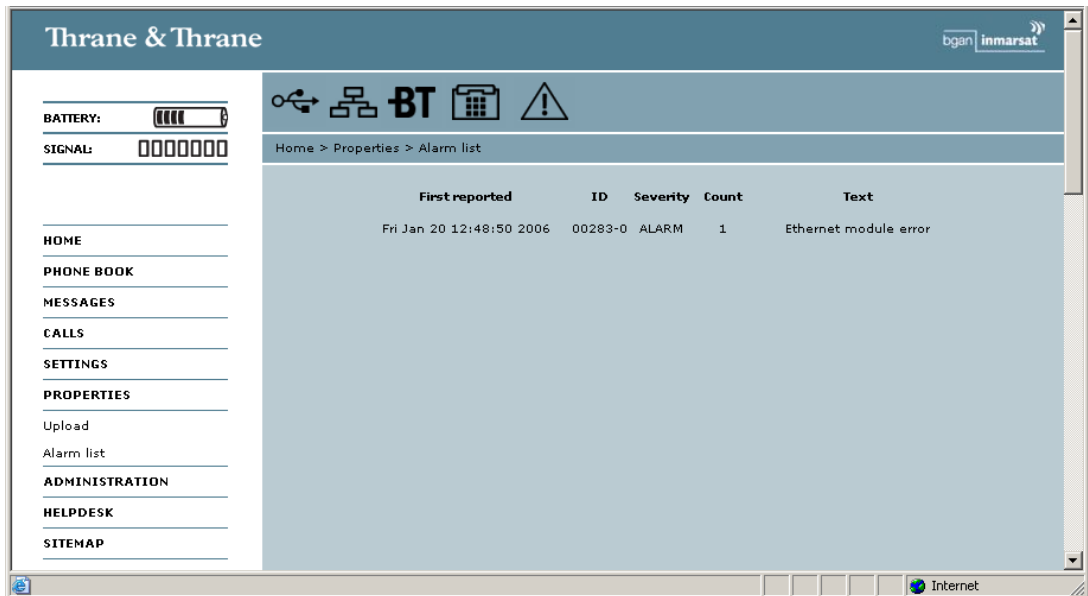 Thrane & Thrane
bgan inmarsat
BATTERY:
SIGNAL:
BT
Home > Properties > Alarm list
First reported ID Severity Count Text
Fri Jan 20 12:48:50 2006 00283-0 ALARM 1 Ethernet module error
HOME
PHONE BOOK
MESSAGES
CALLS
SETTINGS
PROPERTIES
Upload
Alarm list
ADMINISTRATION
HELPDESK
SITEMAP
Internet